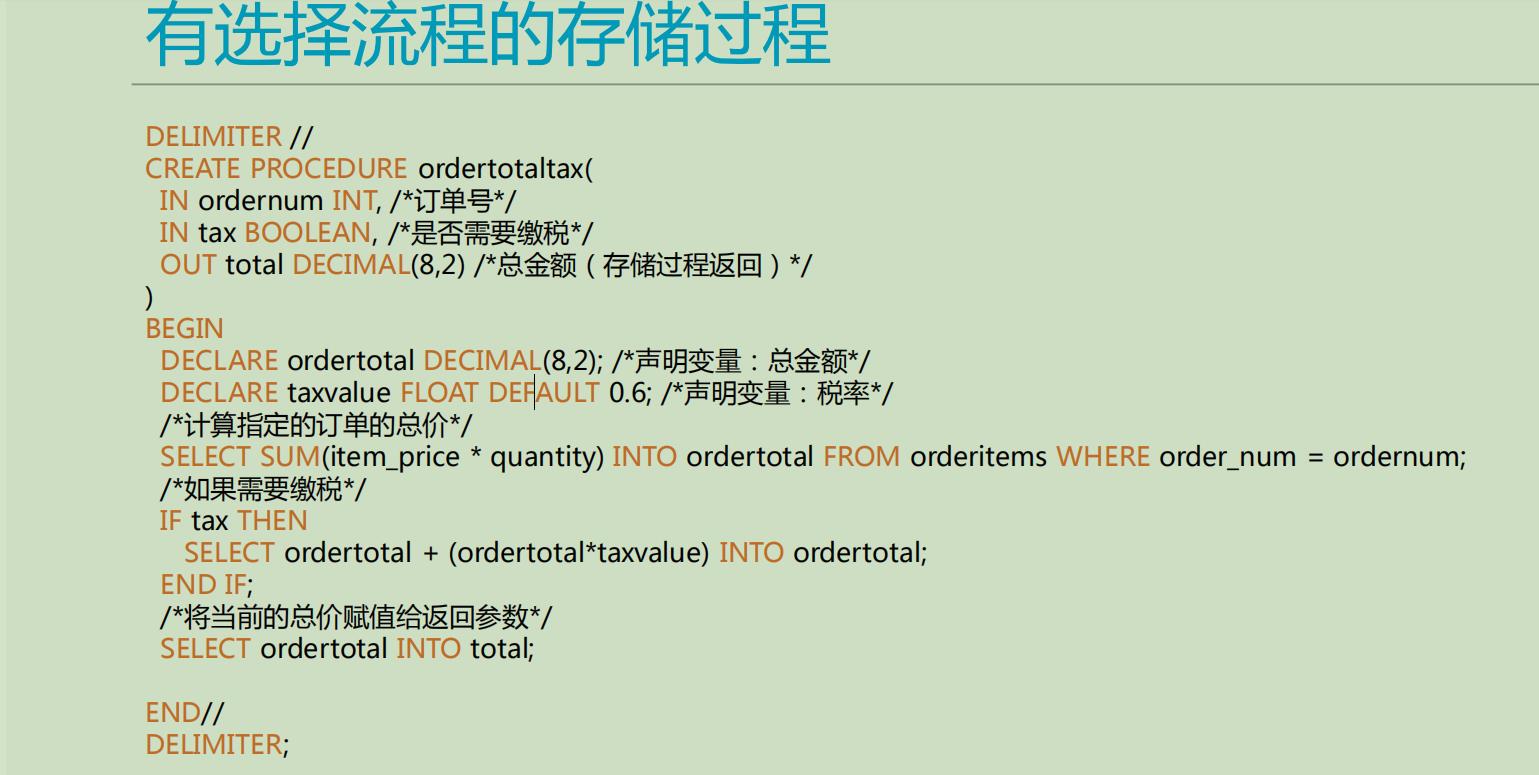 有选择流程的存储过程
DELIMITER //
CREATE PROCEDURE ordertotaltax(
IN ordernum INT, /*订单号*/
IN tax BOOLEAN, /*是否需要缴税*/
OUT total DECIMAL(8,2) /*总金额（存储过程返回）*/
)
BEGIN
DECLARE ordertotal DECIMAL(8,2); /*声明变量：总金额*/
DECLARE taxvalue FLOAT DEFAULT 0.6; /*声明变量：税率*/
/*计算指定的订单的总价*/
SELECT SUM(item_price * quantity) INTO ordertotal FROM orderitems WHERE order_num = ordernum;
/*如果需要缴税*/
IF tax THEN
SELECT ordertotal + (ordertotal*taxvalue) INTO ordertotal;
END IF;
/*将当前的总价赋值给返回参数*/
SELECT ordertotal INTO total;
END//
DELIMITER;